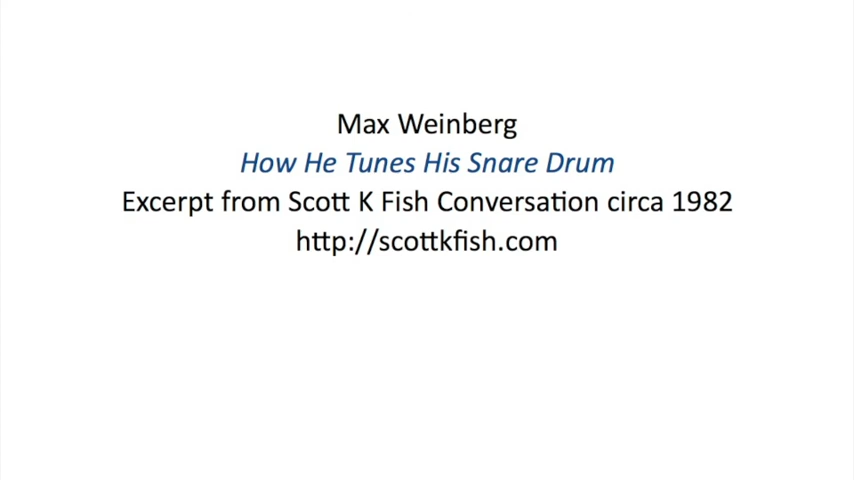 Max Weinberg
How He Tunes His Snare Drum
Excerpt from Scott K Fish Conversation circa 1982
http://scottkfish.com